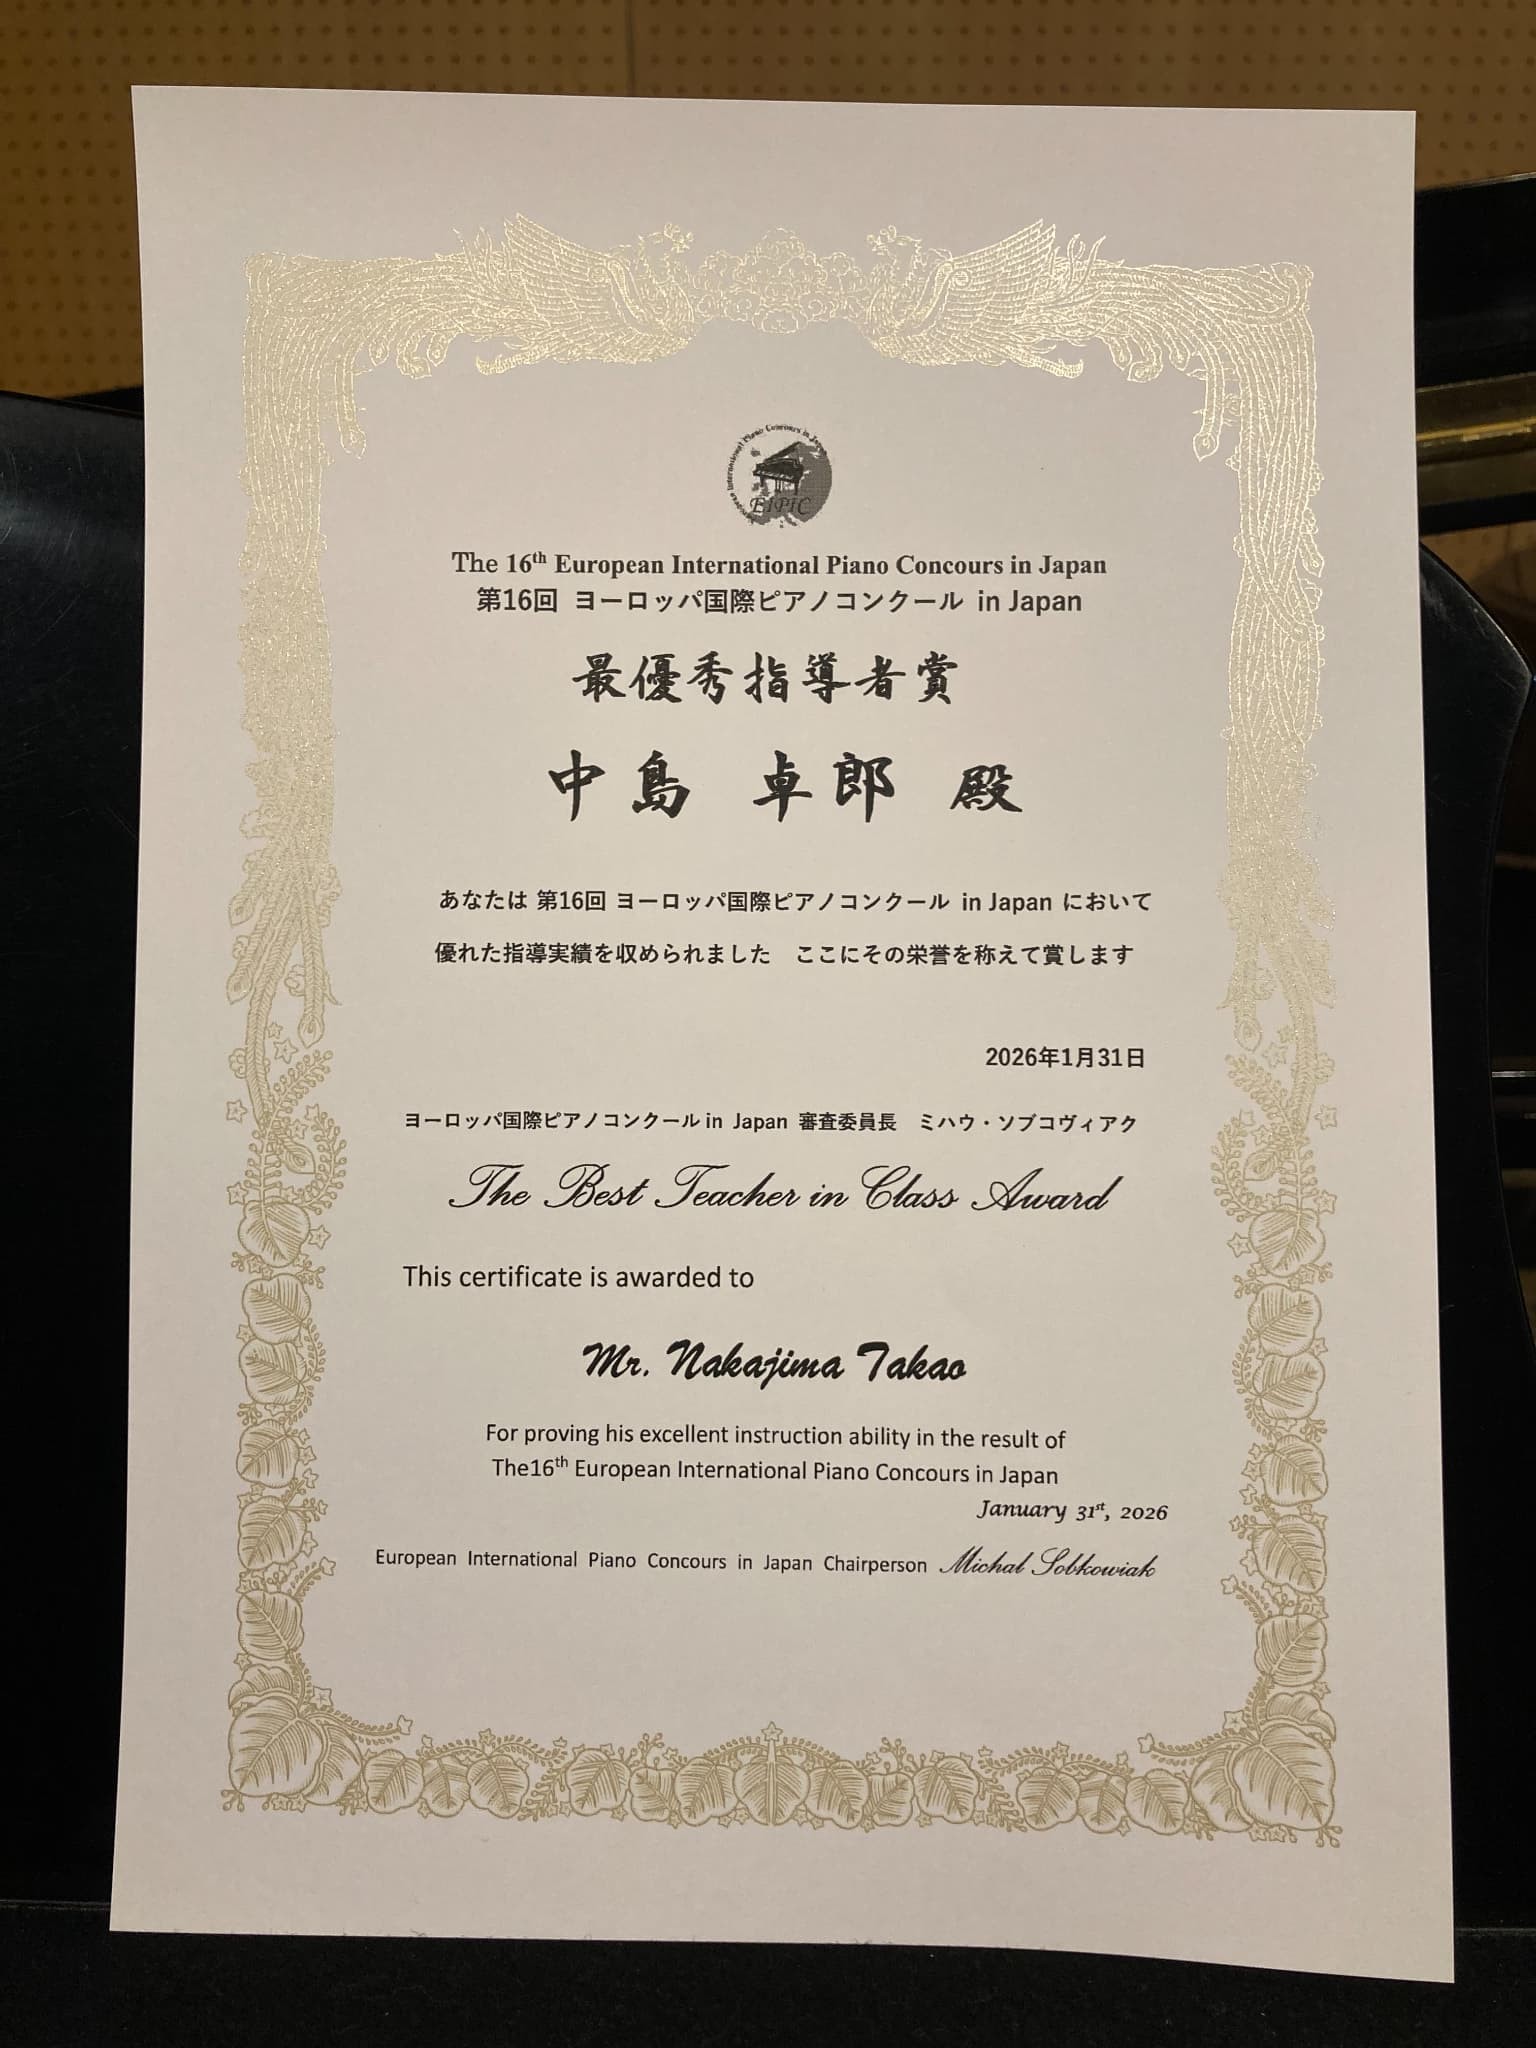 European International Piano Concours in Japan
EIPIC
The 16th European International Piano Concours in Japan
第16回 ヨーロッパ国際ピアノコンクール in Japan
最優秀指導者賞
中島 卓郎 殿
あなたは 第16回 ヨーロッパ国際ピアノコンクール in Japan において
優れた指導実績を収められました ここにその栄誉を称えて賞します
2026年1月31日
ヨーロッパ国際ピアノコンクール in Japan 審査委員長 ミハウ・ソブコヴィアク
The Best Teacher in Class Award
This certificate is awarded to
Mr. Nakajima Takao
For proving his excellent instruction ability in the result of
The16th European International Piano Concours in Japan
January 31st, 2026
European International Piano Concours in Japan Chairperson Michal Sobkowiak